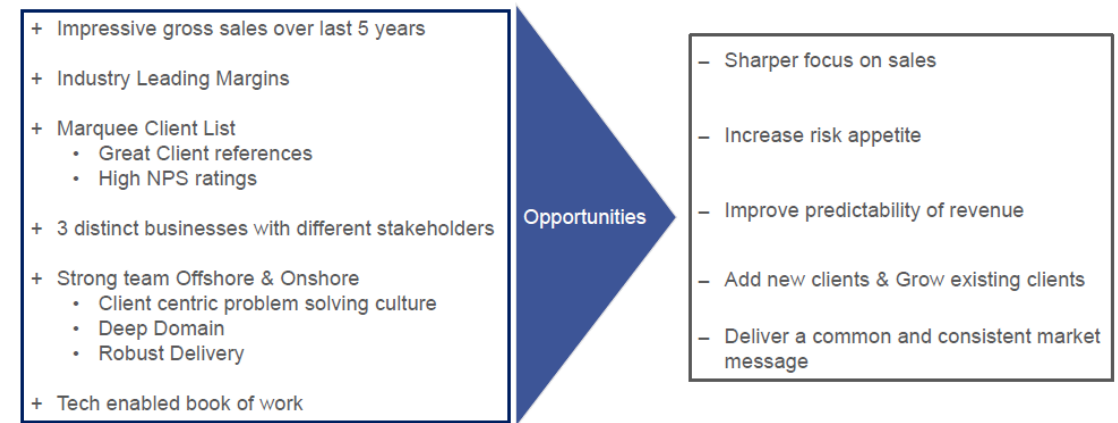 + Impressive gross sales over last 5 years
+ Industry Leading Margins
+ Marquee Client List
• Great Client references
• High NPS ratings
+ 3 distinct businesses with different stakeholders
+ Strong team Offshore & Onshore
• Client centric problem solving culture
• Deep Domain
• Robust Delivery
+ Tech enabled book of work
Opportunities
– Sharper focus on sales
– Increase risk appetite
– Improve predictability of revenue
– Add new clients & Grow existing clients
– Deliver a common and consistent market
message